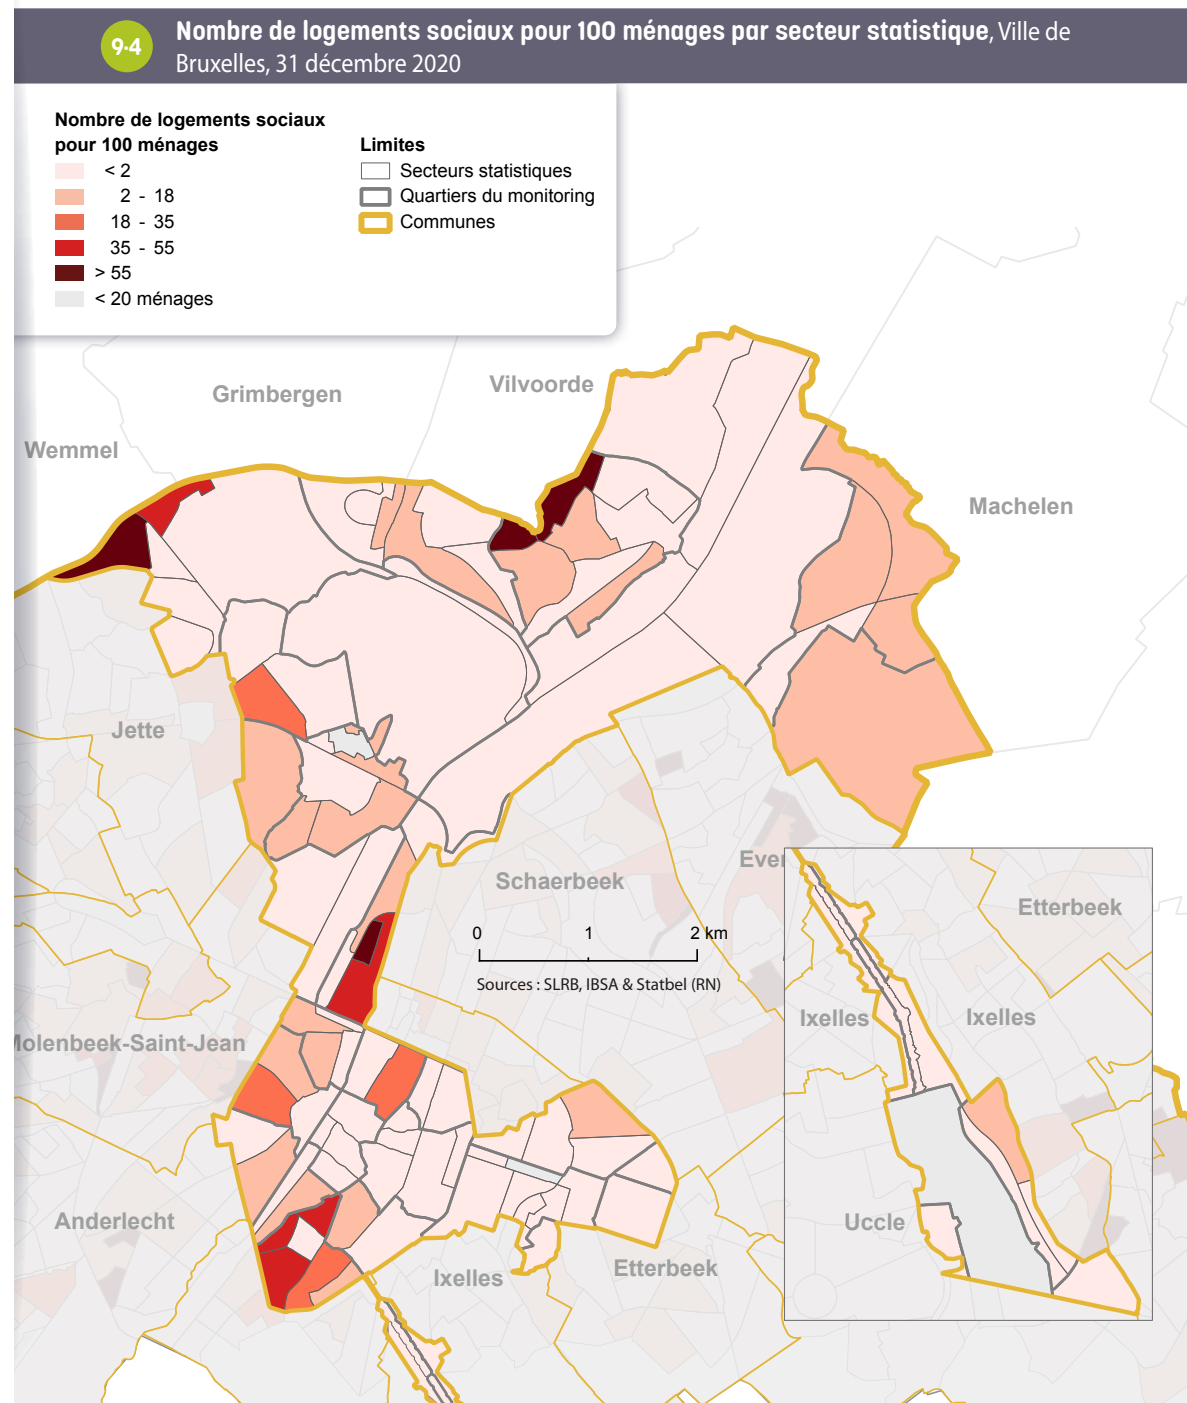 9·4
Nombre de logements sociaux pour 100 ménages par secteur statistique, Ville de
Bruxelles, 31 décembre 2020
Nombre de logements sociaux
pour 100 ménages
< 2
2 - 18
18 - 35
35 - 55
> 55
< 20 ménages
Limites
Secteurs statistiques
Quartiers du monitoring
Communes
Grimbergen
Vilvoorde
Wemmel
Machelen
Jette
Schaerbeek
Ever
Etterbeek
0 1 2 km
Sources : SLRB, IBSA & Statbel (RN)
Ixelles
Ixelles
Molenbeek-Saint-Jean
Anderlecht
Uccle
Ixelles
Etterbeek